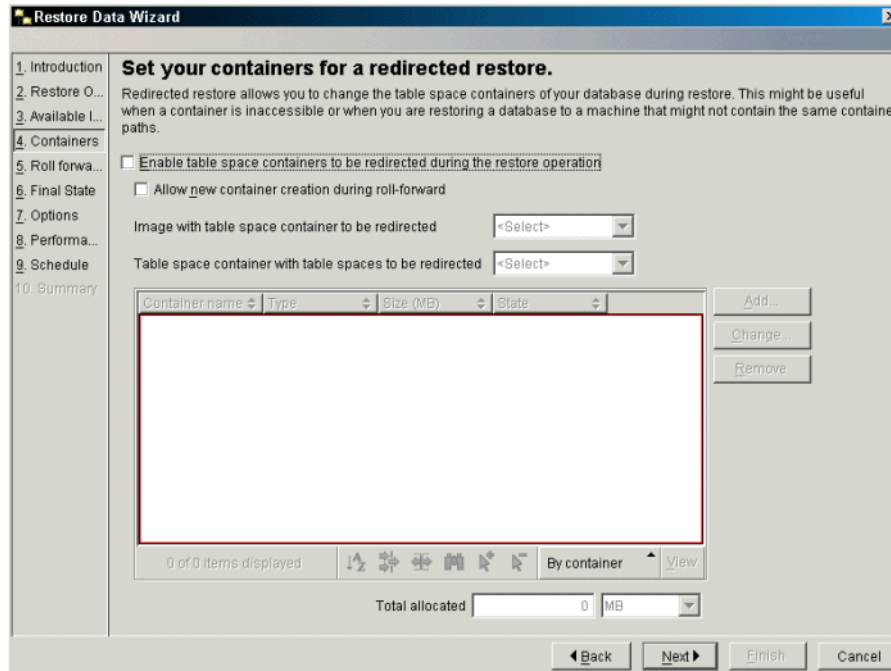 Restore Data Wizard
1. Introduction
2. Restore O...
3. Available I...
4. Containers
5. Roll forwa...
6. Final State
7. Options
8. Performa...
9. Schedule
10. Summary
Set your containers for a redirected restore.
Redirected restore allows you to change the table space containers of your database during restore. This might be useful
when a container is inaccessible or when you are restoring a database to a machine that might not contain the same containe
paths.
Enable table space containers to be redirected during the restore operation
Allow new container creation during roll-forward
Image with table space container to be redirected <Select>
Table space container with table spaces to be redirected <Select>
Container name Type Size (MB) State
Add...
Change...
Remove
0 of 0 items displayed By container View
Total allocated 0 MB
Back Next Finish Cancel